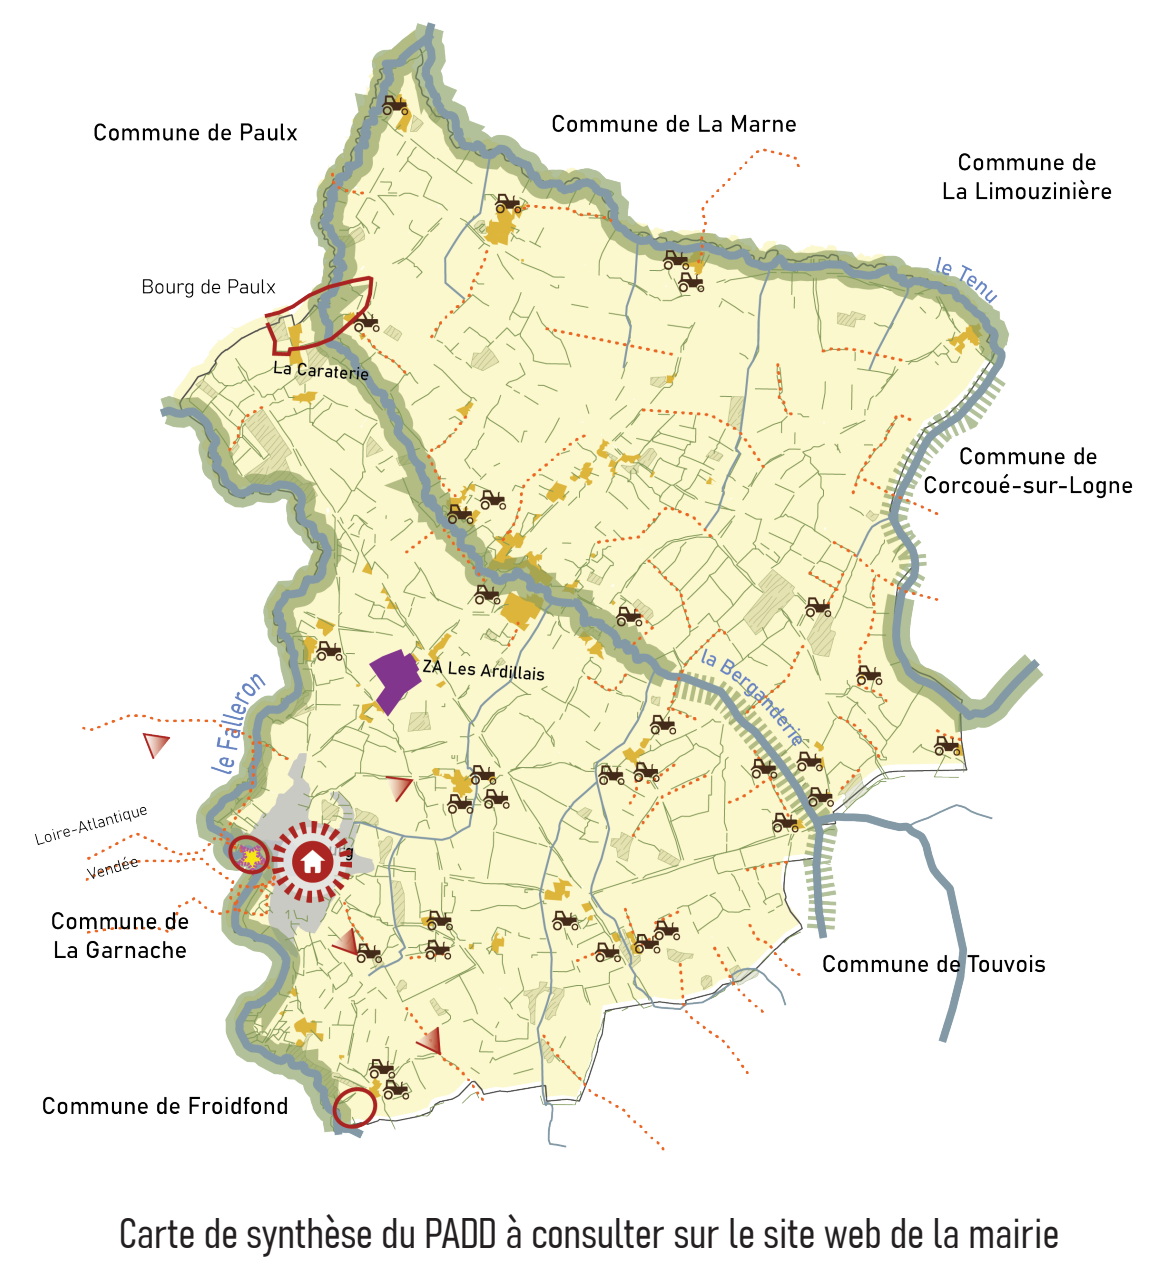 Commune de La Marne
Commune de Paulx
Commune de
La Limouzinière
le Tenu
Bourg de Paulx
La Caraterie
Commune de
Corcoué-sur-Logne
la Berganderie
ZA Les Ardillais
le Falleron
Loire-Atlantique
Vendée
Commune de
La Garnache
Commune de Touvois
Commune de Froidfond
Carte de synthèse du PADD à consulter sur le site web de la mairie